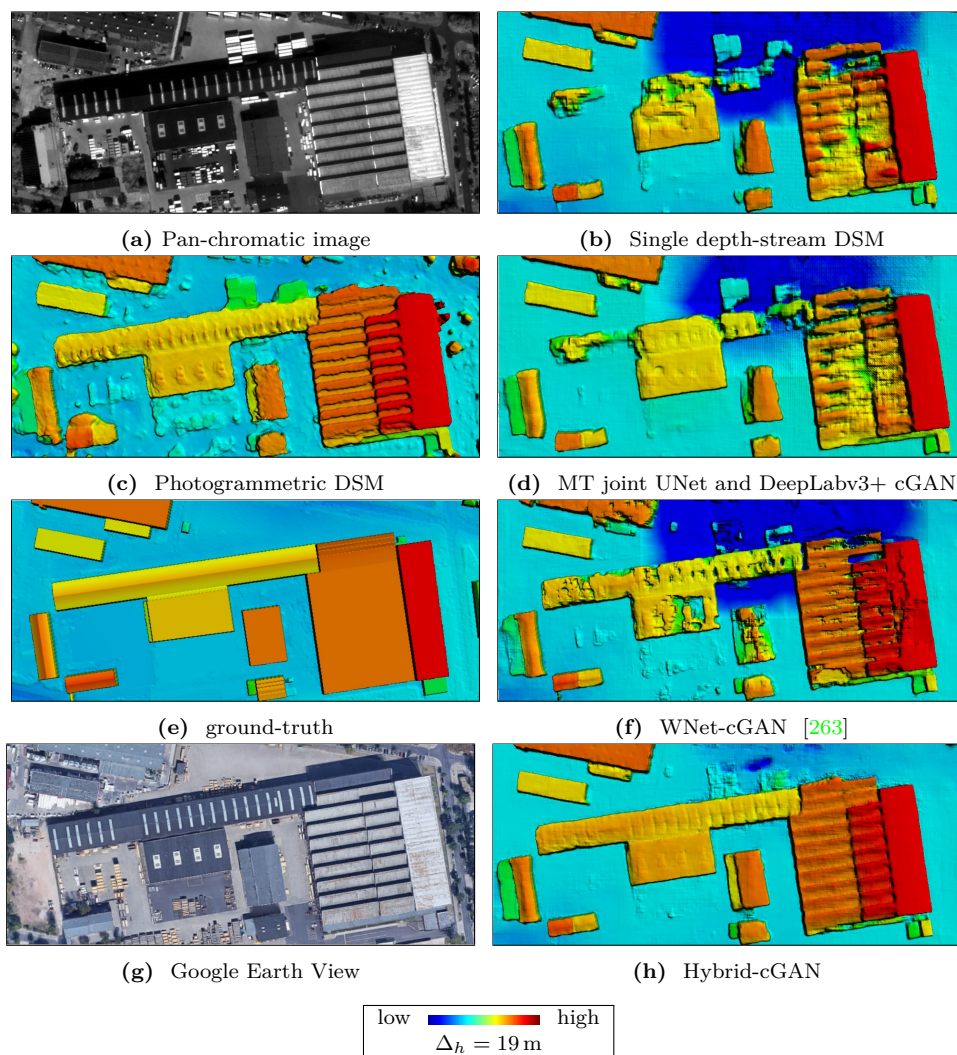 (a) Pan-chromatic image
(b) Single depth-stream DSM
(c) Photogrammetric DSM
(d) MT joint UNet and DeepLabv3+ cGAN
(e) ground-truth
(f) WNet-cGAN [263]
(g) Google Earth View
(h) Hybrid-cGAN
low high
Δh = 19 m